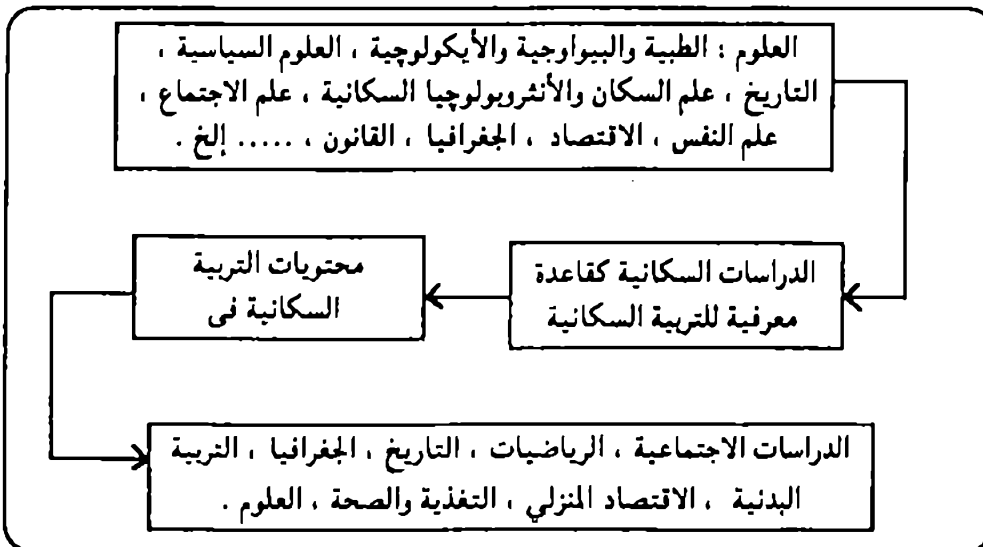 العلوم : الطبية والبيولوجية والأيكولوچية ، العلوم السياسية ،
التاريخ ، علم السكان والأنثروبولوچيا السكانية ، علم الاجتماع ،
علم النفس ، الاقتصاد ، الجغرافيا ، القانون ، ..... إلخ .
الدراسات السكانية كقاعدة
معرفية للتربية السكانية
محتويات التربية
السكانية فى
الدراسات الاجتماعية ، الرياضيات ، التاريخ ، الجغرافيا ، التربية
البدنية ، الاقتصاد المنزلي ، التغذية والصحة ، العلوم .